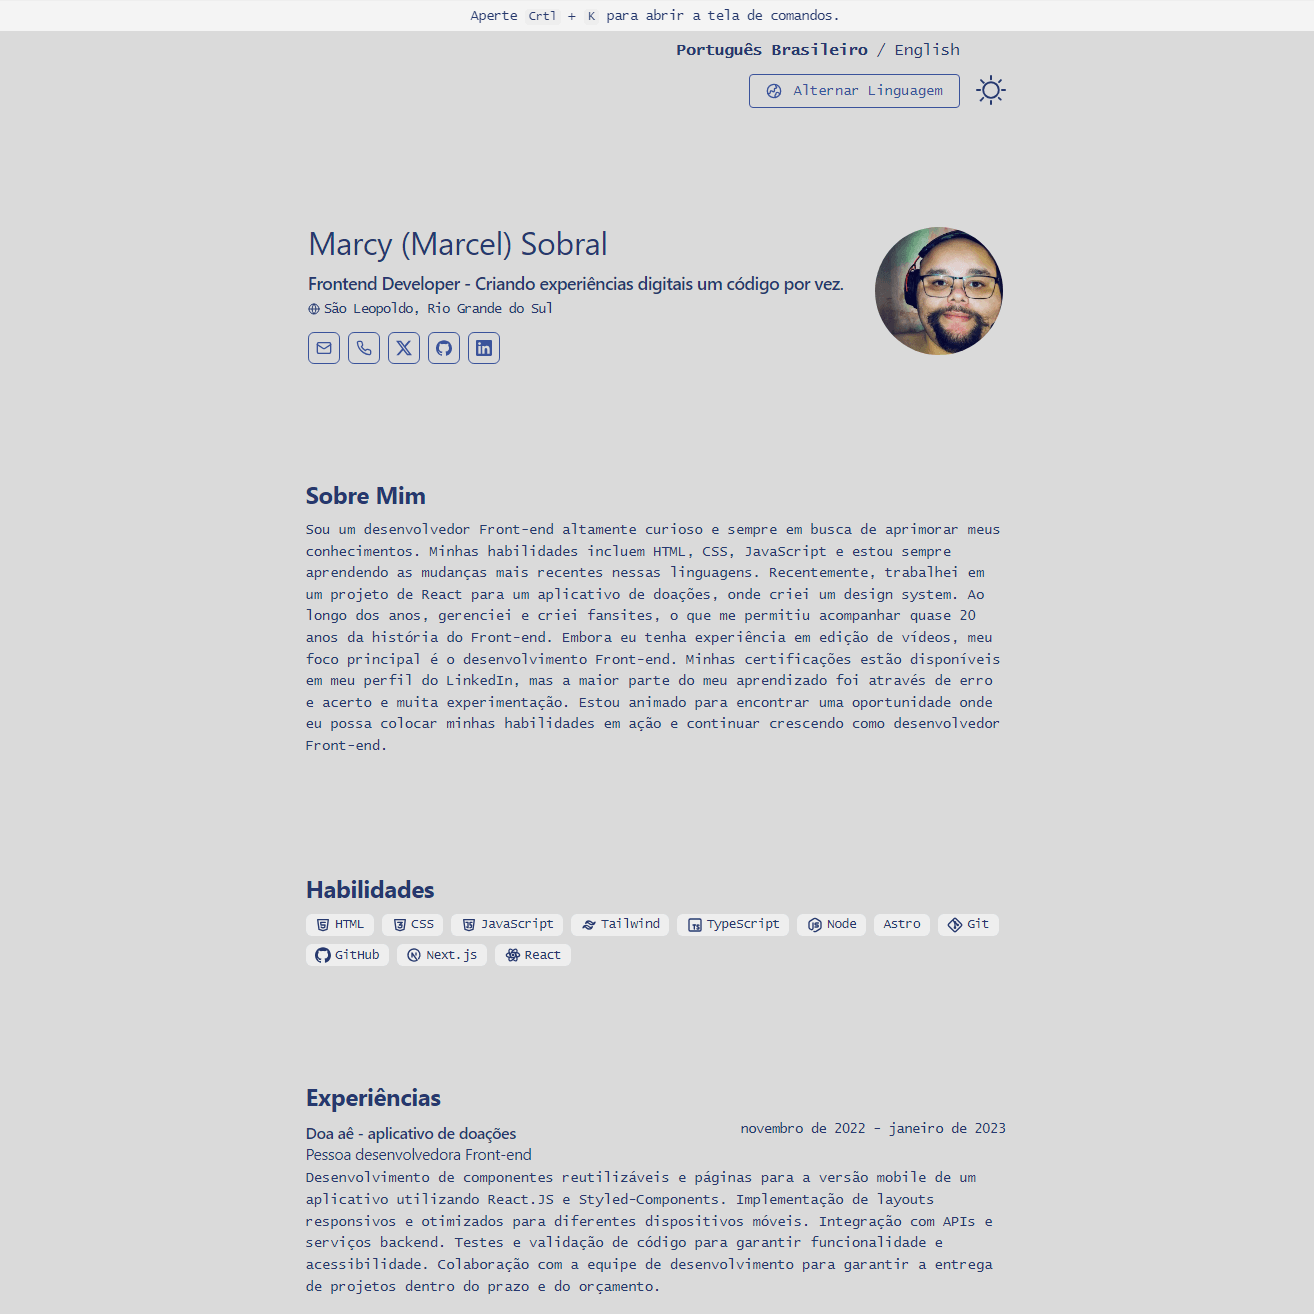 Aperte Crtl + K para abrir a tela de comandos.
Português Brasileiro / English
Alternar Linguagem
Marcy (Marcel) Sobral
Frontend Developer - Criando experiências digitais um código por vez.
São Leopoldo, Rio Grande do Sul
Sobre Mim
Sou um desenvolvedor Front-end altamente curioso e sempre em busca de aprimorar meus
conhecimentos. Minhas habilidades incluem HTML, CSS, JavaScript e estou sempre
aprendendo as mudanças mais recentes nessas linguagens. Recentemente, trabalhei em
um projeto de React para um aplicativo de doações, onde criei um design system. Ao
longo dos anos, gerenciei e criei fansites, o que me permitiu acompanhar quase 20
anos da história do Front-end. Embora eu tenha experiência em edição de vídeos, meu
foco principal é o desenvolvimento Front-end. Minhas certificações estão disponíveis
em meu perfil do LinkedIn, mas a maior parte do meu aprendizado foi através de erro
e acerto e muita experimentação. Estou animado para encontrar uma oportunidade onde
eu possa colocar minhas habilidades em ação e continuar crescendo como desenvolvedor
Front-end.
Habilidades
HTML CSS JavaScript Tailwind TypeScript Node Astro Git
GitHub Next.js React
Experiências
Doa aê - aplicativo de doações novembro de 2022 - janeiro de 2023
Pessoa desenvolvedora Front-end
Desenvolvimento de componentes reutilizáveis e páginas para a versão mobile de um
aplicativo utilizando React.JS e Styled-Components. Implementação de layouts
responsivos e otimizados para diferentes dispositivos móveis. Integração com APIs e
serviços backend. Testes e validação de código para garantir funcionalidade e
acessibilidade. Colaboração com a equipe de desenvolvimento para garantir a entrega
de projetos dentro do prazo e do orçamento.